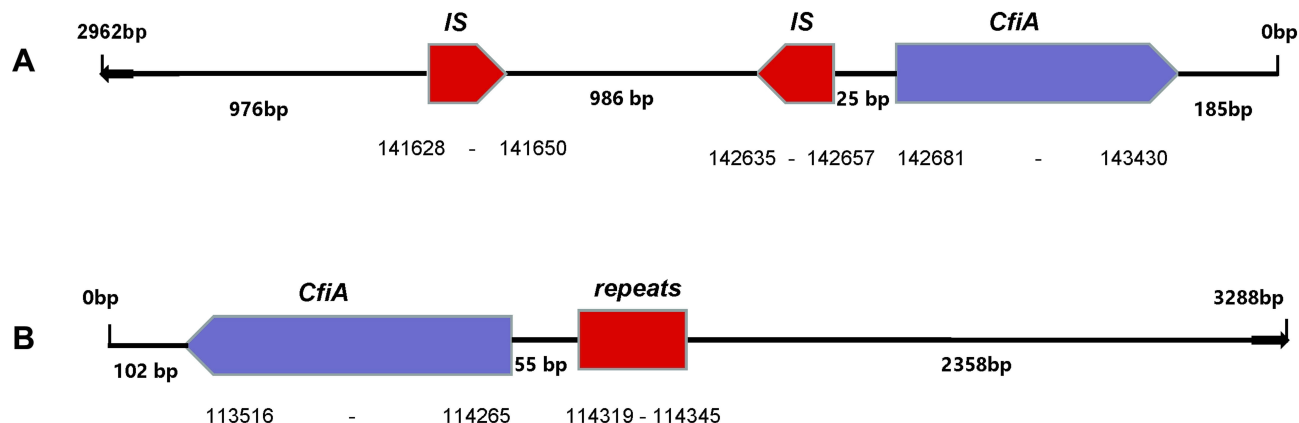 2962bp IS IS CfiA 0bp
A
976bp 986 bp 25 bp 185bp
141628 - 141650 142635 - 142657 142681 - 143430
0bp CfiA repeats 3288bp
B
102 bp 55 bp 2358bp
113516 - 114265 114319 - 114345